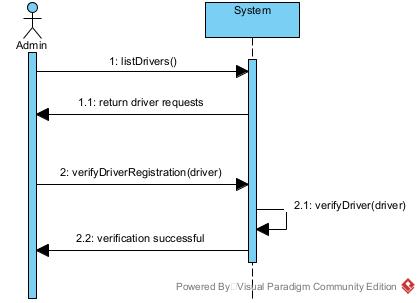 System
Admin
1: listDrivers()
1.1: return driver requests
2: verifyDriverRegistration(driver)
2.1: verifyDriver(driver)
2.2: verification successful
Powered By Visual Paradigm Community Edition